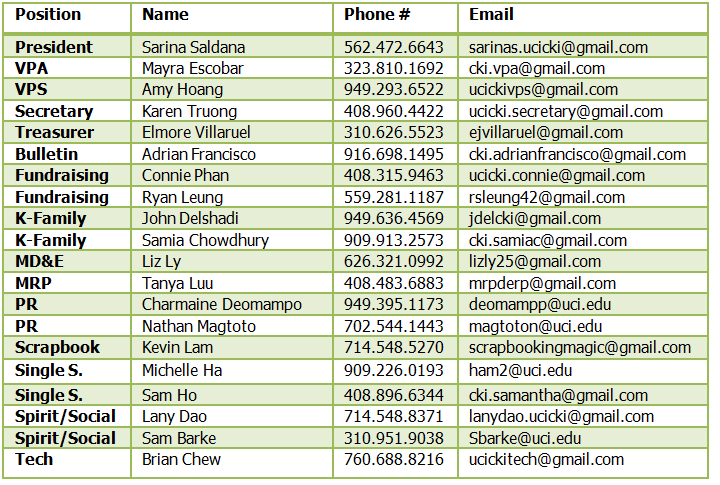 Position Name Phone # Email
President Sarina Saldana 562.472.6643 sarinas.ucicki@gmail.com
VPA Mayra Escobar 323.810.1692 cki.vpa@gmail.com
VPS Amy Hoang 949.293.6522 ucickivps@gmail.com
Secretary Karen Truong 408.960.4422 ucicki.secretary@gmail.com
Treasurer Elmore Villaruel 310.626.5523 ejvillaruel@gmail.com
Bulletin Adrian Francisco 916.698.1495 cki.adrianfrancisco@gmail.com
Fundraising Connie Phan 408.315.9463 ucicki.connie@gmail.com
Fundraising Ryan Leung 559.281.1187 rsleung42@gmail.com
K-Family John Delshadi 949.636.4569 jdelcki@gmail.com
K-Family Samia Chowdhury 909.913.2573 cki.samiac@gmail.com
MD&E Liz Ly 626.321.0992 lizly25@gmail.com
MRP Tanya Luu 408.483.6883 mrpderp@gmail.com
PR Charmaine Deomampo 949.395.1173 deomampp@uci.edu
PR Nathan Magtoto 702.544.1443 magtoton@uci.edu
Scrapbook Kevin Lam 714.548.5270 scrapbookingmagic@gmail.com
Single S. Michelle Ha 909.226.0193 ham2@uci.edu
Single S. Sam Ho 408.896.6344 cki.samantha@gmail.com
Spirit/Social Lany Dao 714.548.8371 lanydao.ucicki@gmail.com
Spirit/Social Sam Barke 310.951.9038 Sbarke@uci.edu
Tech Brian Chew 760.688.8216 ucickitech@gmail.com